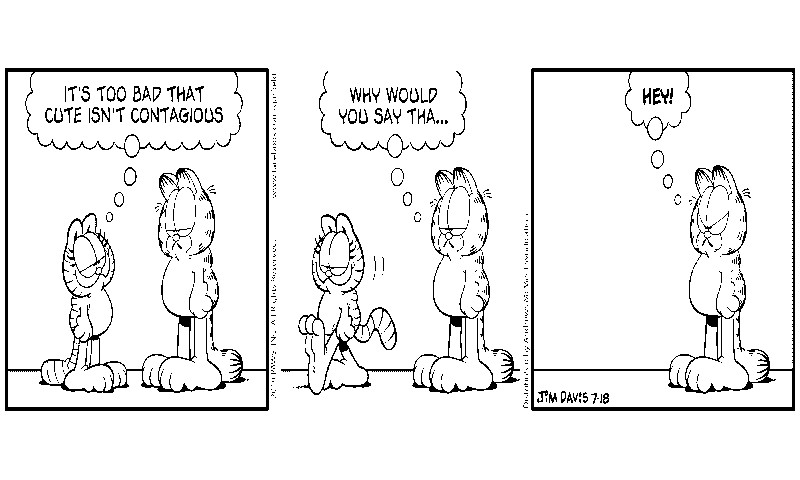 IT'S TOO BAD THAT
CUTE ISN'T CONTAGIOUS
WHY WOULD
YOU SAY THA...
HEY!
JIM DAVIS 7-18